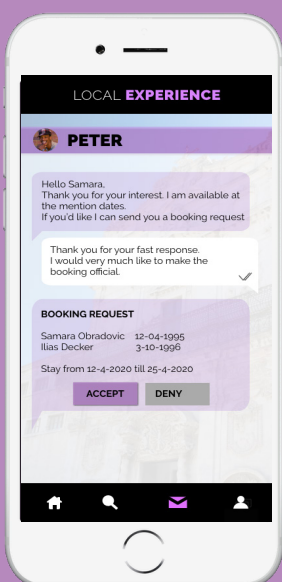 LOCAL EXPERIENCE
PETER
Hello Samara,
Thank you for your interest. I am available at
the mention dates.
If you'd like I can send you a booking request
Thank you for your fast response.
I would very much like to make the
booking official.
BOOKING REQUEST
Samara Obradovic 12-04-1995
Ilias Decker 3-10-1996
Stay from 12-4-2020 till 25-4-2020
ACCEPT DENY